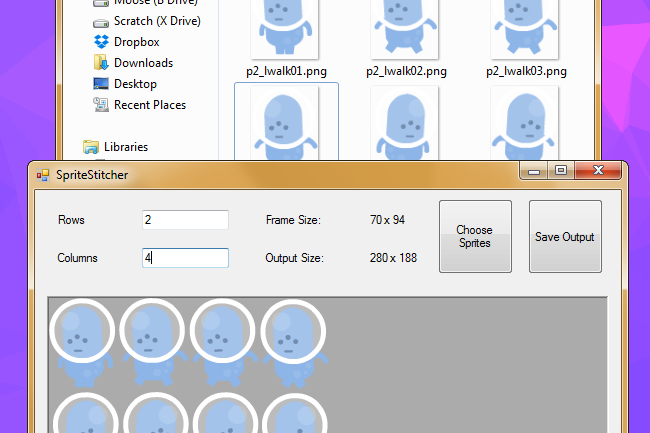 Moose (B Drive)
Scratch (X Drive)
Dropbox
Downloads
Desktop
Recent Places
Libraries
p2_lwalk01.png
p2_lwalk02.png
p2_lwalk03.png
SpriteStitcher
Rows
2
Frame Size:
70 x 94
Columns
4
Output Size:
280 x 188
Choose
Sprites
Save Output